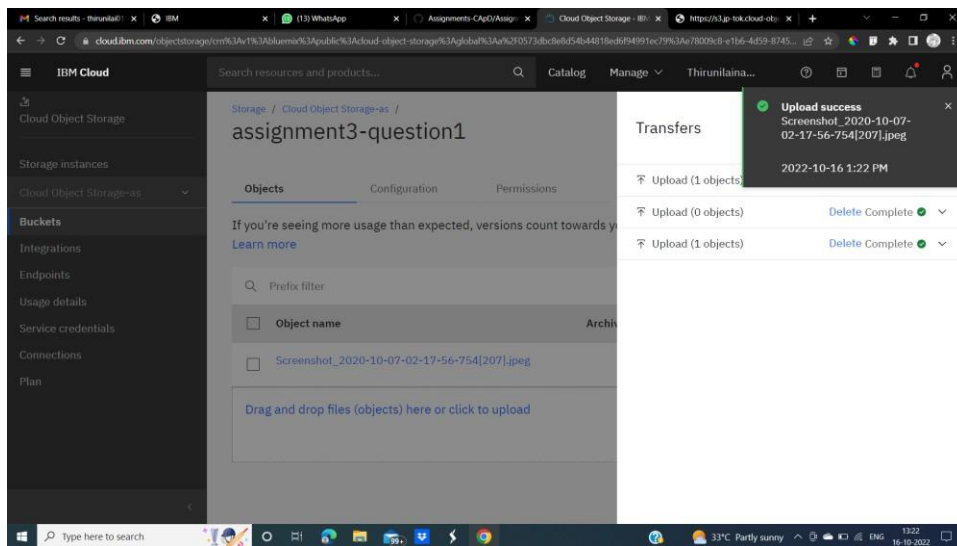 Search results - thirunilai01
IBM
(13) WhatsApp
Assignments-CApO/Assign
Cloud Object Storage - IBM
https://s3.jp-tok.cloud-obj
IBM Cloud
Search resources and products...
Catalog
Manage
Thirunilaina...
Cloud Object Storage
Storage instances
Cloud Object Storage-as
Buckets
Integrations
Endpoints
Usage details
Service credentials
Connections
Plan
Storage / Cloud Object Storage-as /
assignment3-question1
Objects Configuration Permissions
If you're seeing more usage than expected, versions count towards
Learn more
Prefix filter
Object name Archiv
Screenshot_2020-10-07-02-17-56-754[207].jpeg
Drag and drop files (objects) here or click to upload
Transfers
Upload success
Screenshot_2020-10-07-
02-17-56-754[207].jpeg
2022-10-16 1:22 PM
Upload (1 objects)
Upload (0 objects) Delete Complete
Upload (1 objects) Delete Complete
Type here to search
99+
33°C Partly sunny
ENG
13:22
16-10-2022